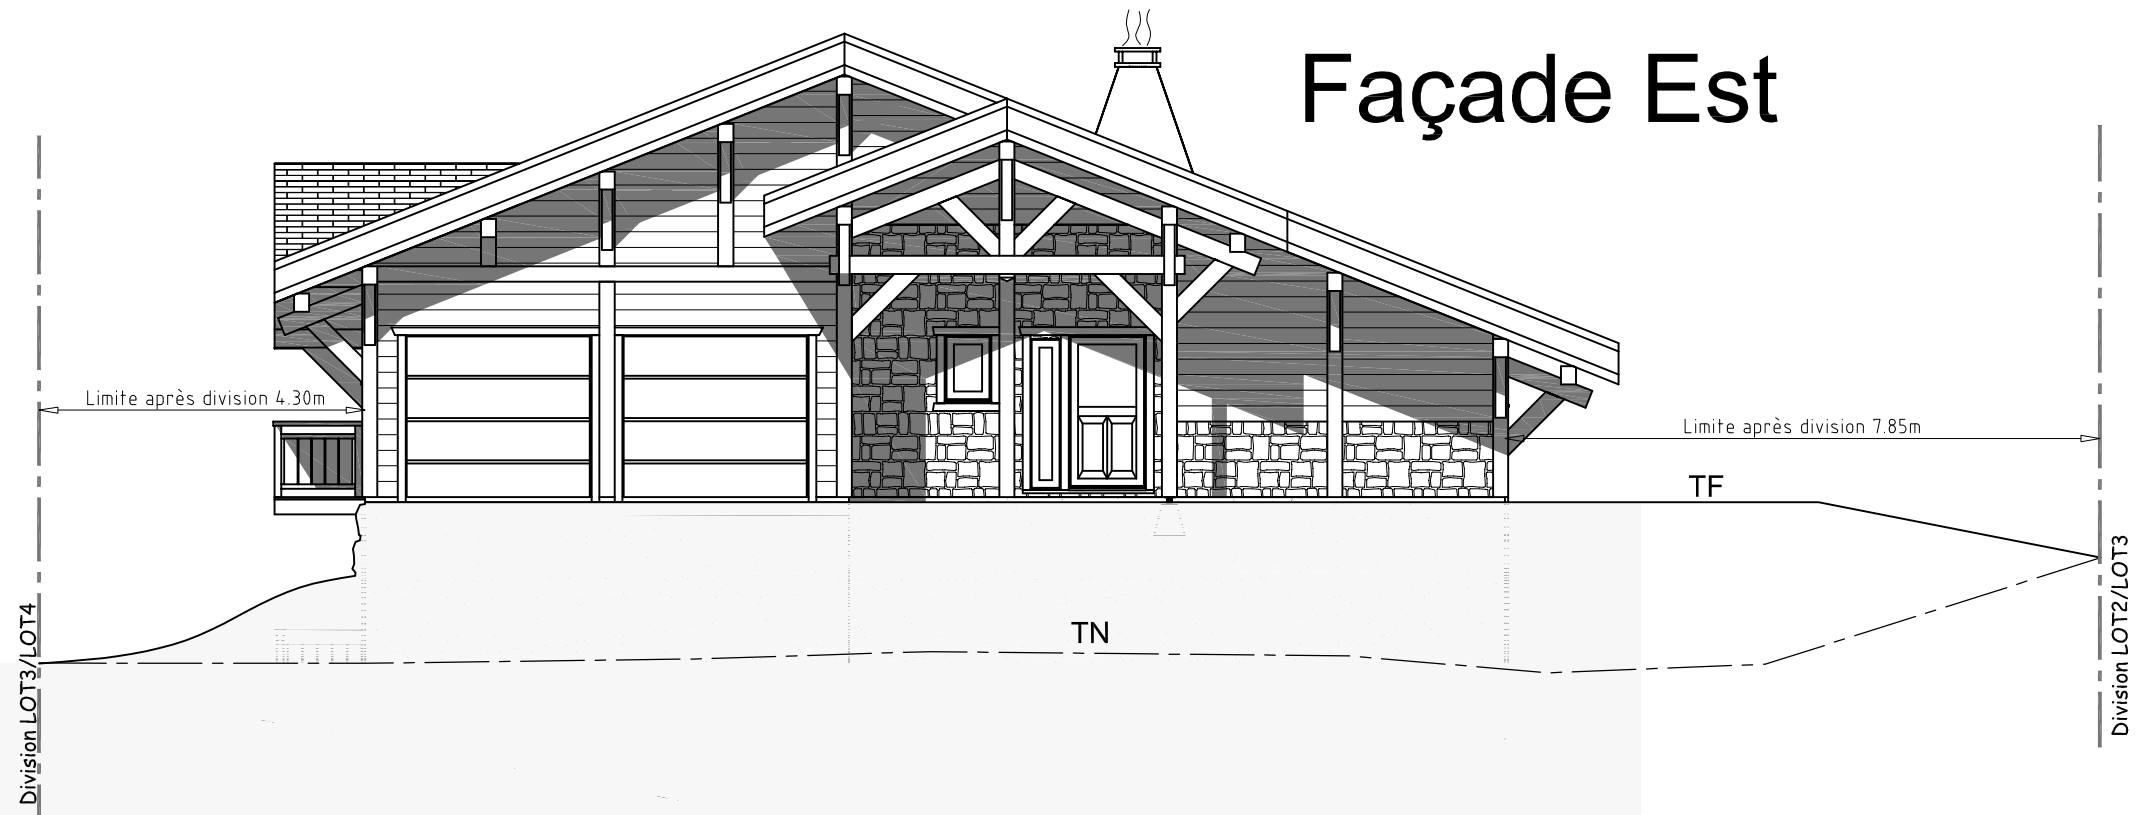 Façade Est
Limite après division 4.30m
Limite après division 7.85m
TF
TN
Division LOT3/LOT4
Division LOT2/LOT3